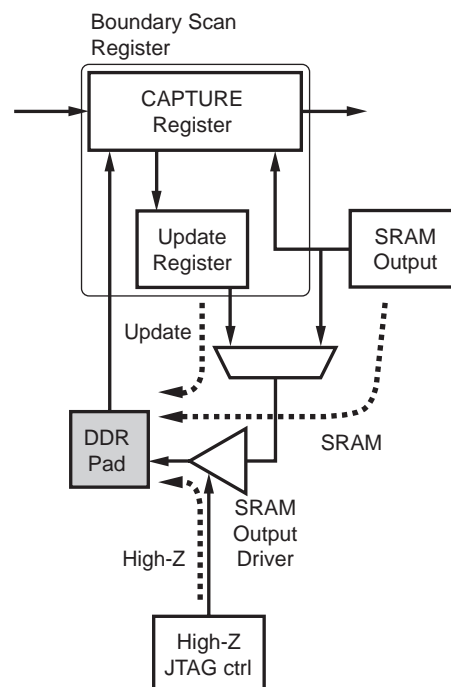 Boundary Scan
Register
CAPTURE
Register
Update
Register
SRAM
Output
Update
SRAM
DDR
Pad
SRAM
Output
Driver
High-Z
High-Z
JTAG ctrl